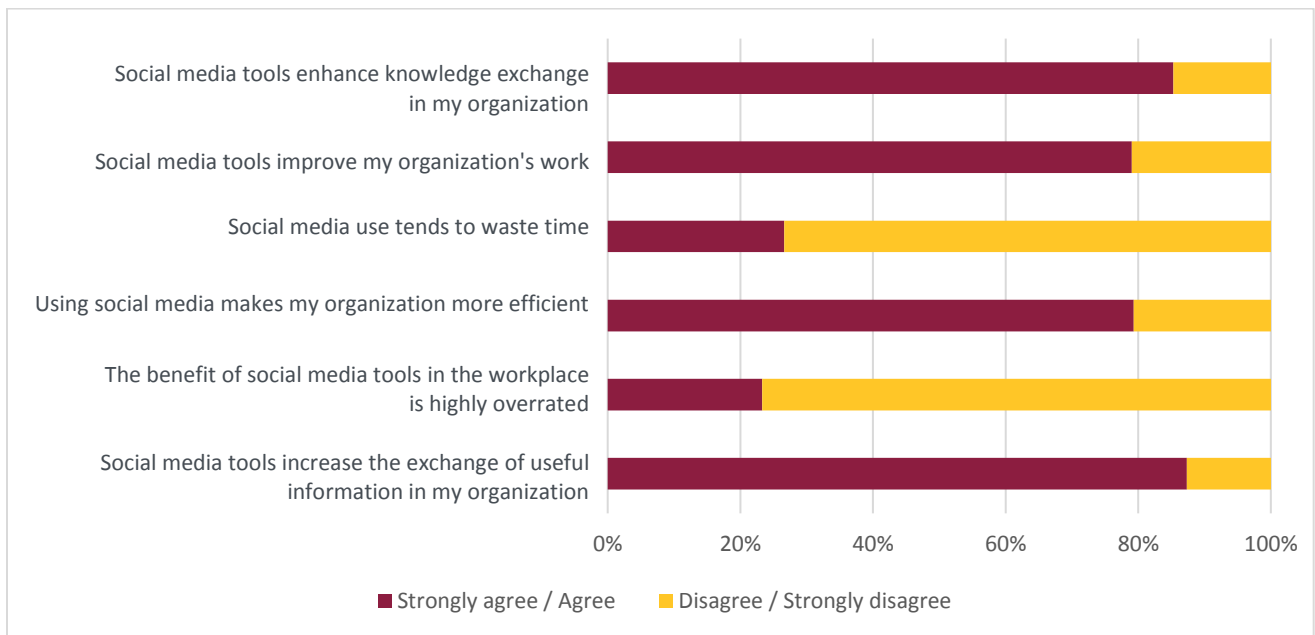 Social media tools enhance knowledge exchange
in my organization
Social media tools improve my organization's work
Social media use tends to waste time
Using social media makes my organization more efficient
The benefit of social media tools in the workplace
is highly overrated
Social media tools increase the exchange of useful
information in my organization
0% 20% 40% 60% 80% 100%
Strongly agree / Agree Disagree / Strongly disagree